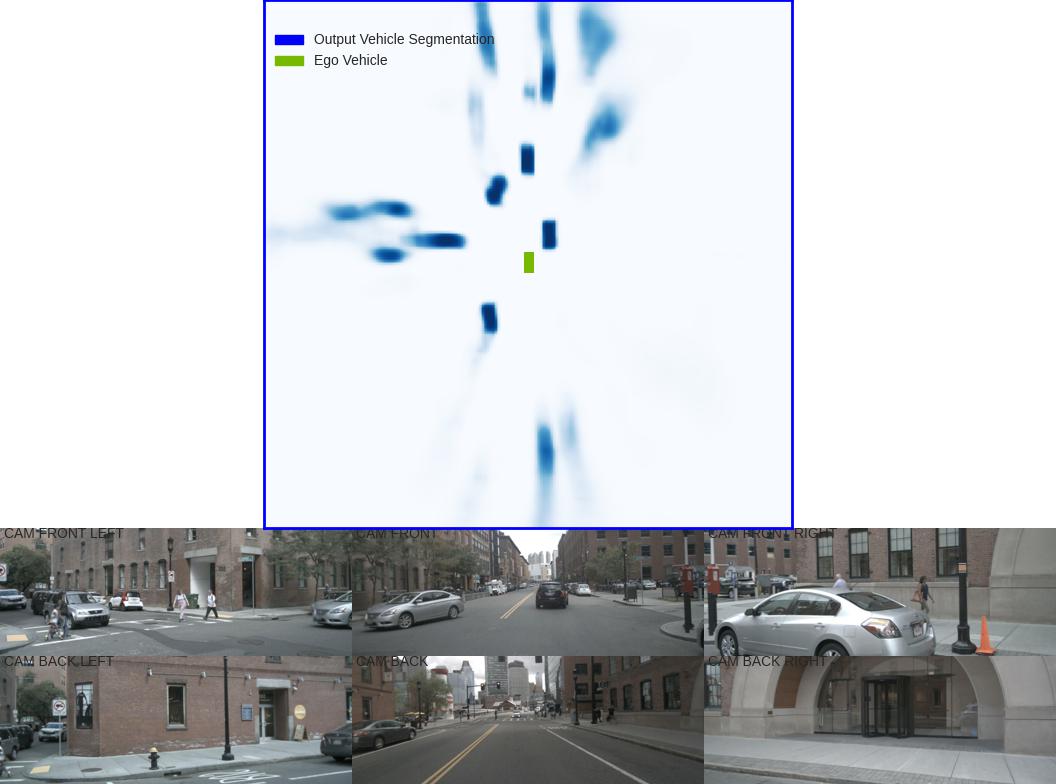 Output Vehicle Segmentation
Ego Vehicle
CAM FRONT LEFT
CAM FRONT
CAM FRONT RIGHT
CAM BACK LEFT
CAM BACK
CAM BACK RIGHT